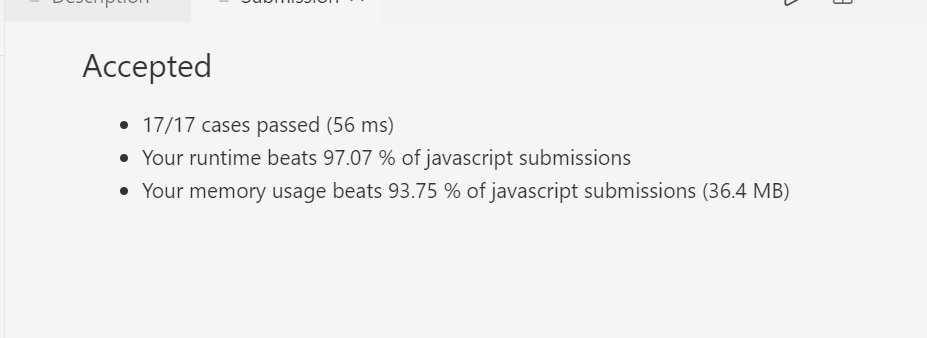 Description
Submission
Accepted
17/17 cases passed (56 ms)
Your runtime beats 97.07 % of javascript submissions
Your memory usage beats 93.75 % of javascript submissions (36.4 MB)